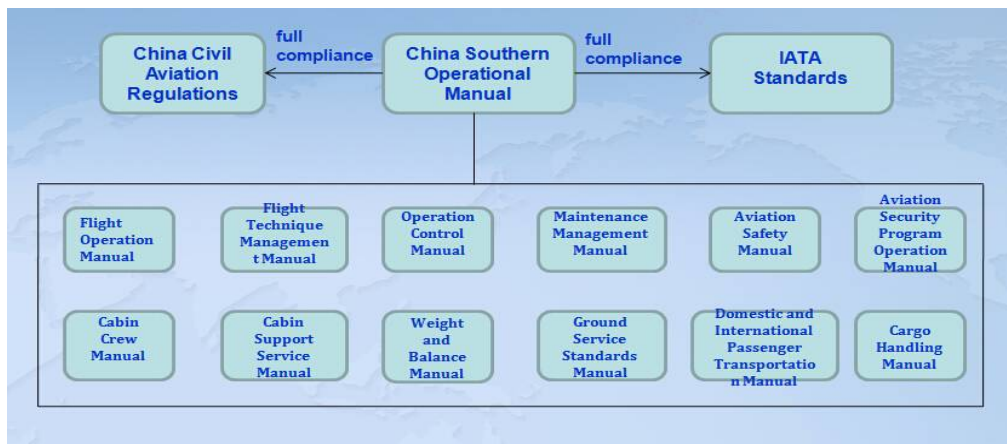 full
compliance
full
compliance
China Civil
Aviation
Regulations
China Southern
Operational
Manual
IATA
Standards
Flight
Operation
Manual
Flight
Technique
Managemen
t Manual
Operation
Control
Manual
Maintenance
Management
Manual
Aviation
Safety
Manual
Aviation
Security
Program
Operation
Manual
Cabin
Crew
Manual
Cabin
Support
Service
Manual
Weight
and
Balance
Manual
Ground
Service
Standards
Manual
Domestic and
International
Passenger
Transportatio
n Manual
Cargo
Handling
Manual